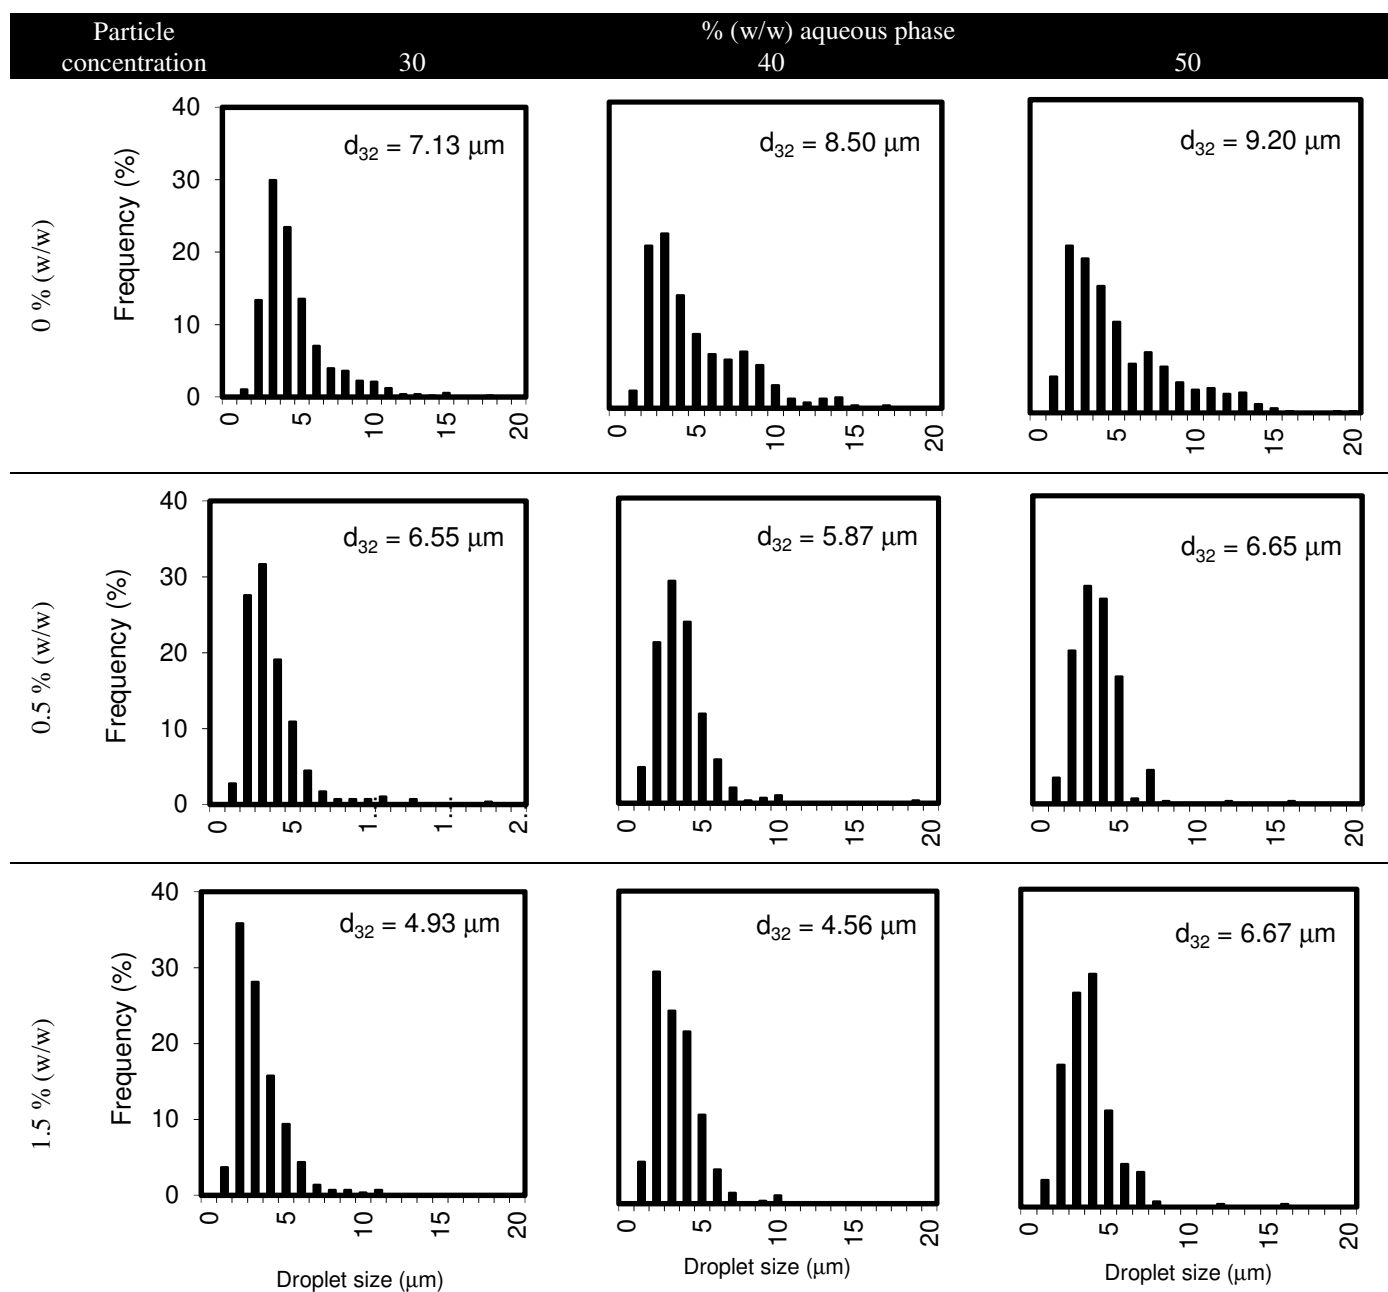 Particle % (w/w) aqueous phase
concentration 30 40 50
0 % (w/w)
Frequency (%)
40
30
20
10
0
d32 = 7.13 μm
0 5 10 15 20
d32 = 8.50 μm
0 5 10 15 20
d32 = 9.20 μm
0 5 10 15 20
0.5 % (w/w)
Frequency (%)
40
30
20
10
0
d32 = 6.55 μm
0 5 1.. 1.. 2..
d32 = 5.87 μm
0 5 10 15 20
d32 = 6.65 μm
0 5 10 15 20
1.5 % (w/w)
Frequency (%)
40
30
20
10
0
d32 = 4.93 μm
0 5 10 15 20
Droplet size (μm)
d32 = 4.56 μm
0 5 10 15 20
Droplet size (μm)
d32 = 6.67 μm
0 5 10 15 20
Droplet size (μm)